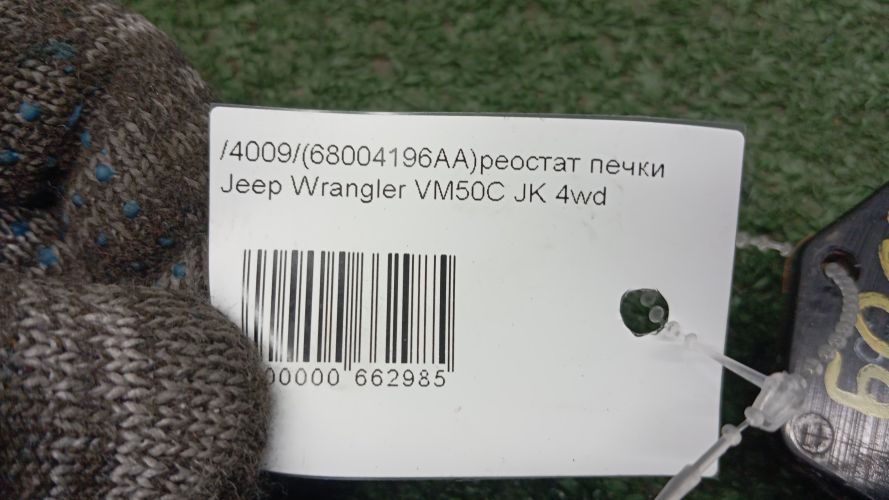 /4009/(68004196AA)реостат печки
Jeep Wrangler VM50C JK 4wd
00000 662985